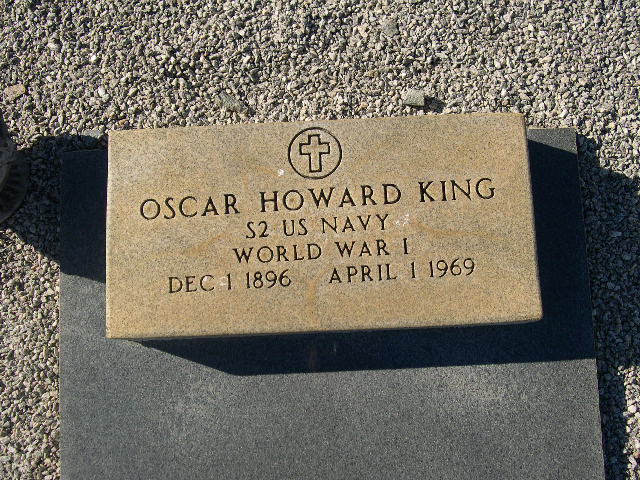 OSCAR HOWARD KING
S2 US NAVY
WORLD WAR I
DEC 1 1896 APRIL 1 1969